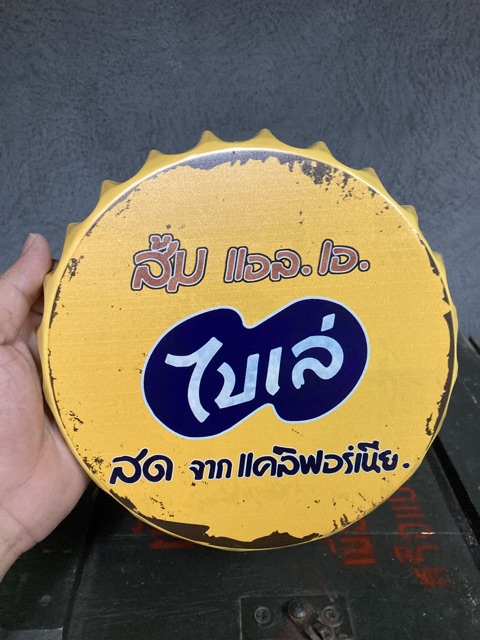 ส้ม แอล.เอ.
ไบเล่
สด จากแคลิฟอร์เนีย.